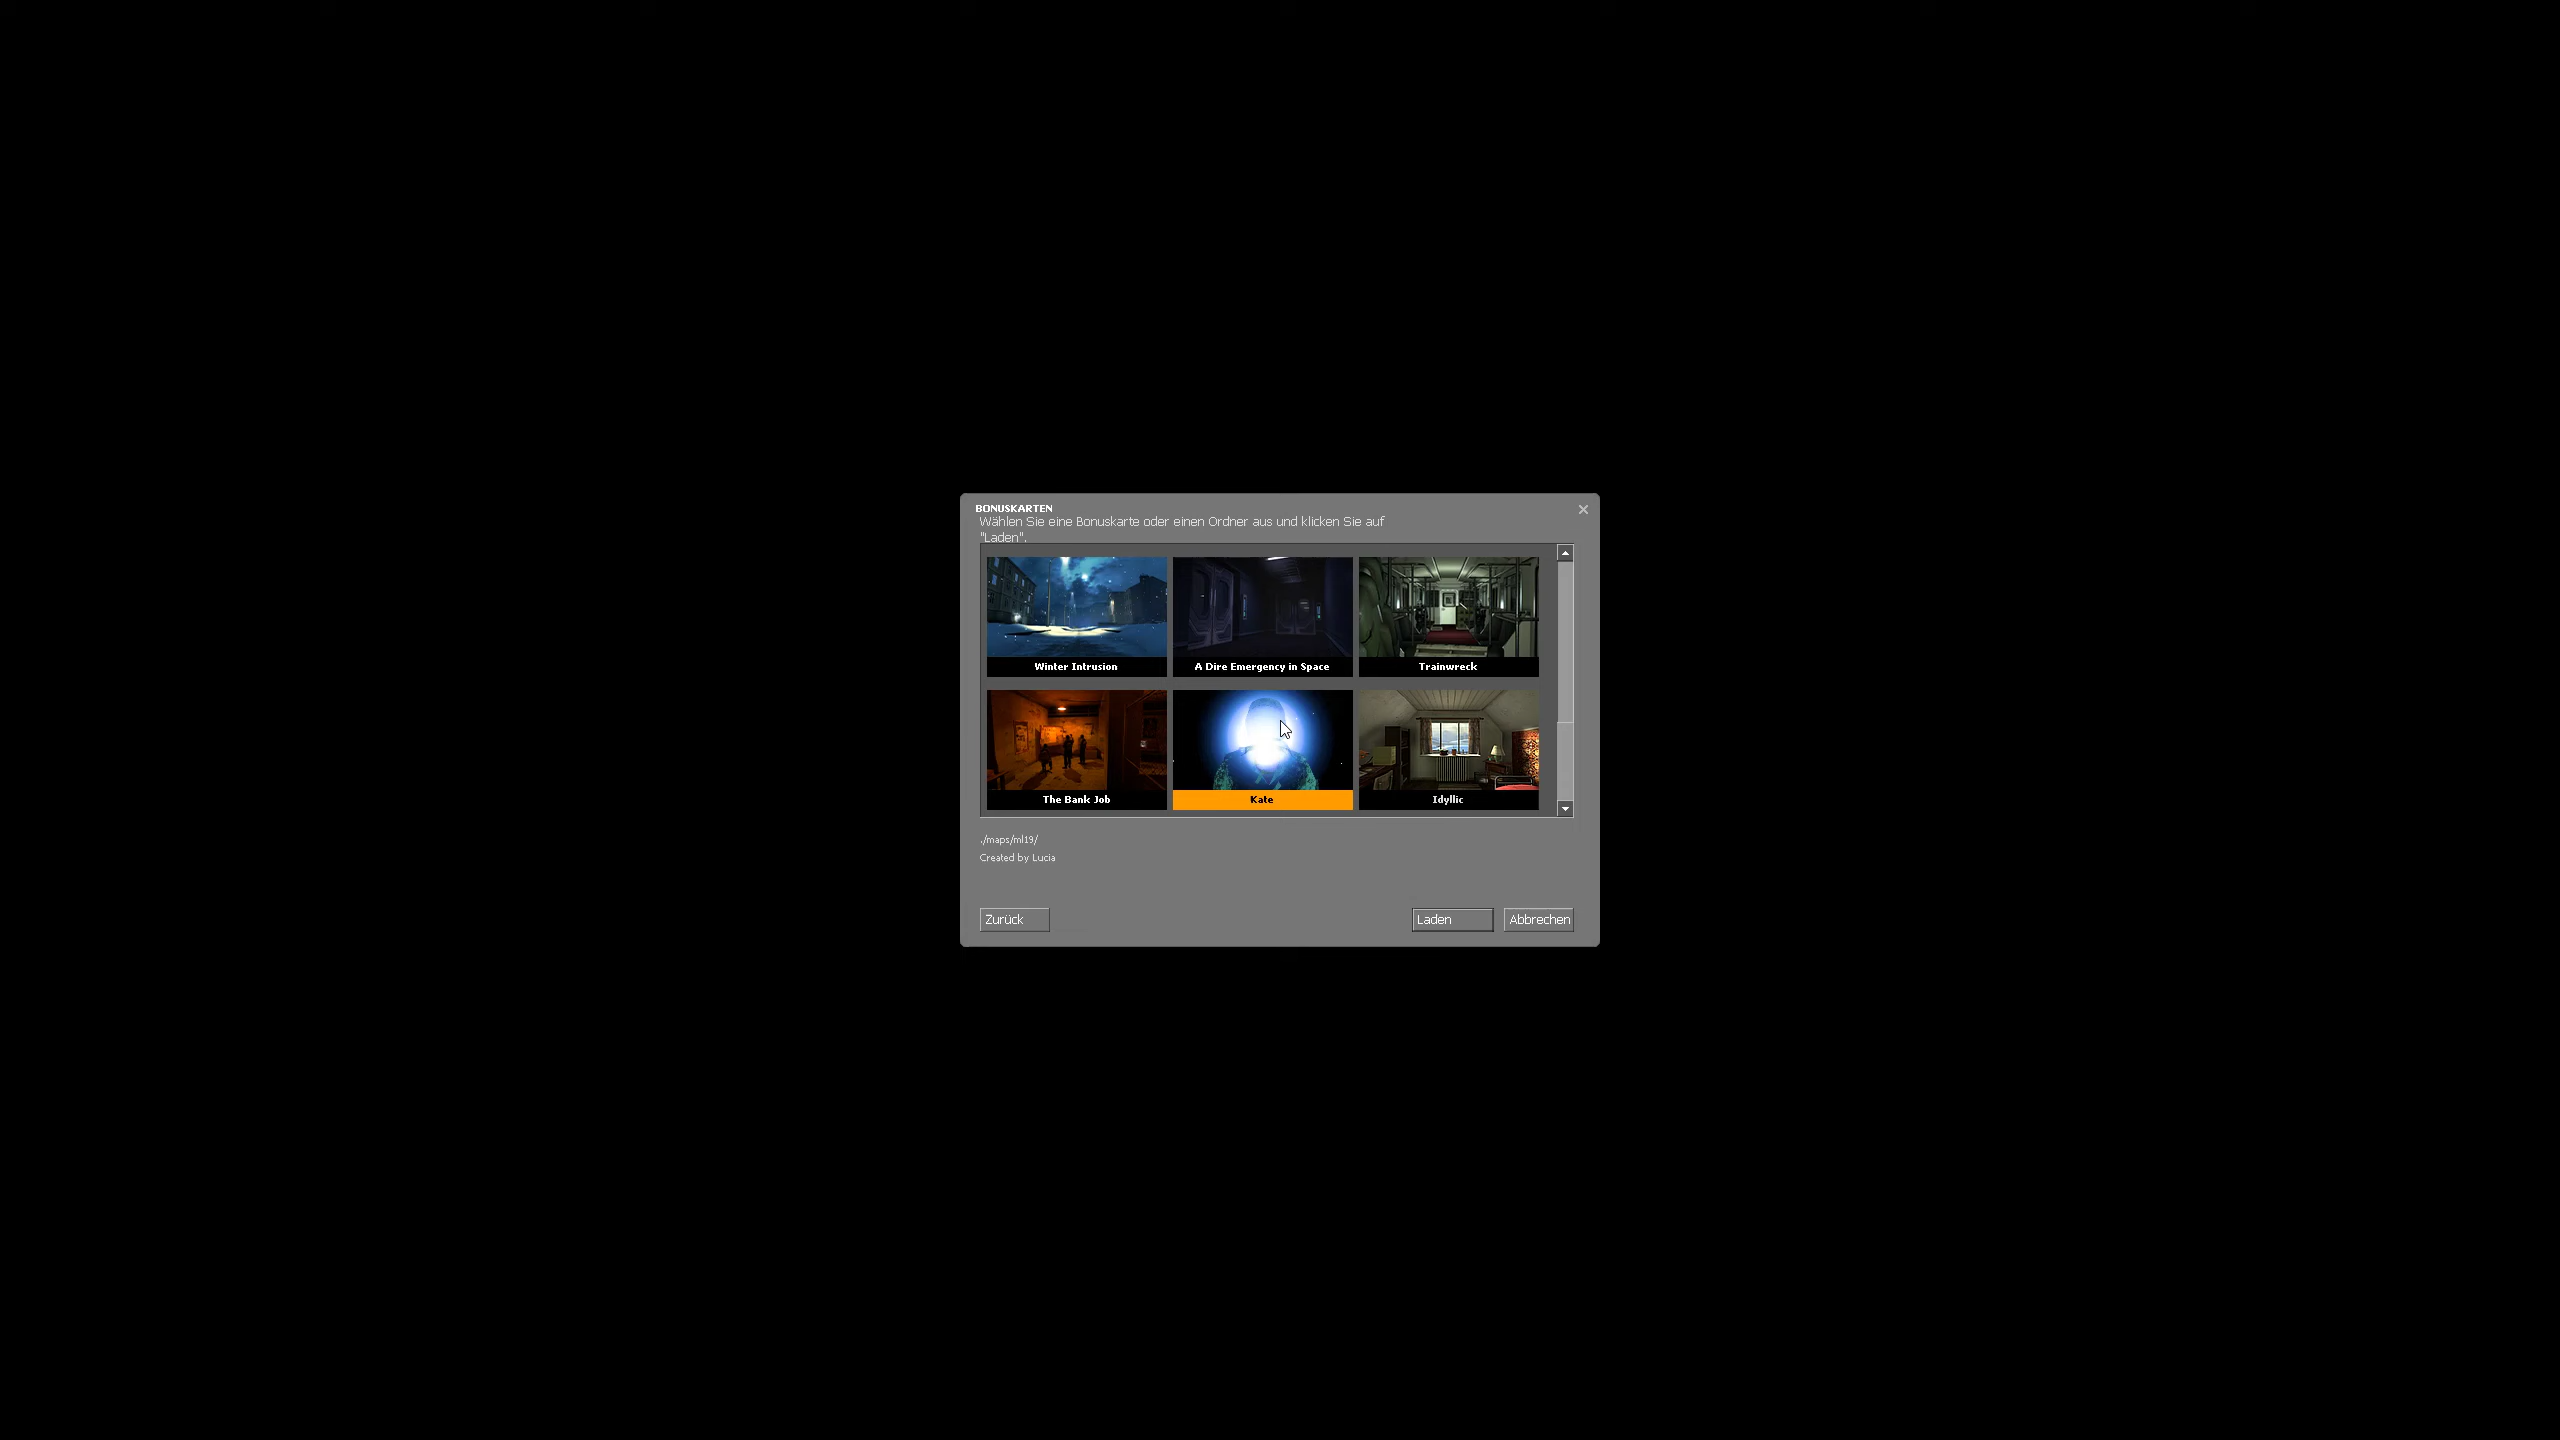 BONUSKARTEN
Wählen Sie eine Bonuskarte oder einen Ordner aus und klicken Sie auf
"Laden".
Winter Intrusion
A Dire Emergency in Space
Trainwreck
The Bank Job
Kate
Idyllic
./maps/ml19/
Created by Lucia
Zurück
Laden
Abbrechen